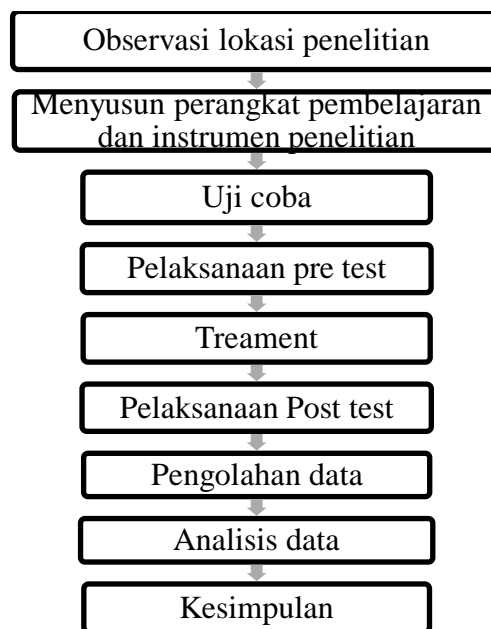 Observasi lokasi penelitian
Menyusun perangkat pembelajaran
dan instrumen penelitian
Uji coba
Pelaksanaan pre test
Treament
Pelaksanaan Post test
Pengolahan data
Analisis data
Kesimpulan